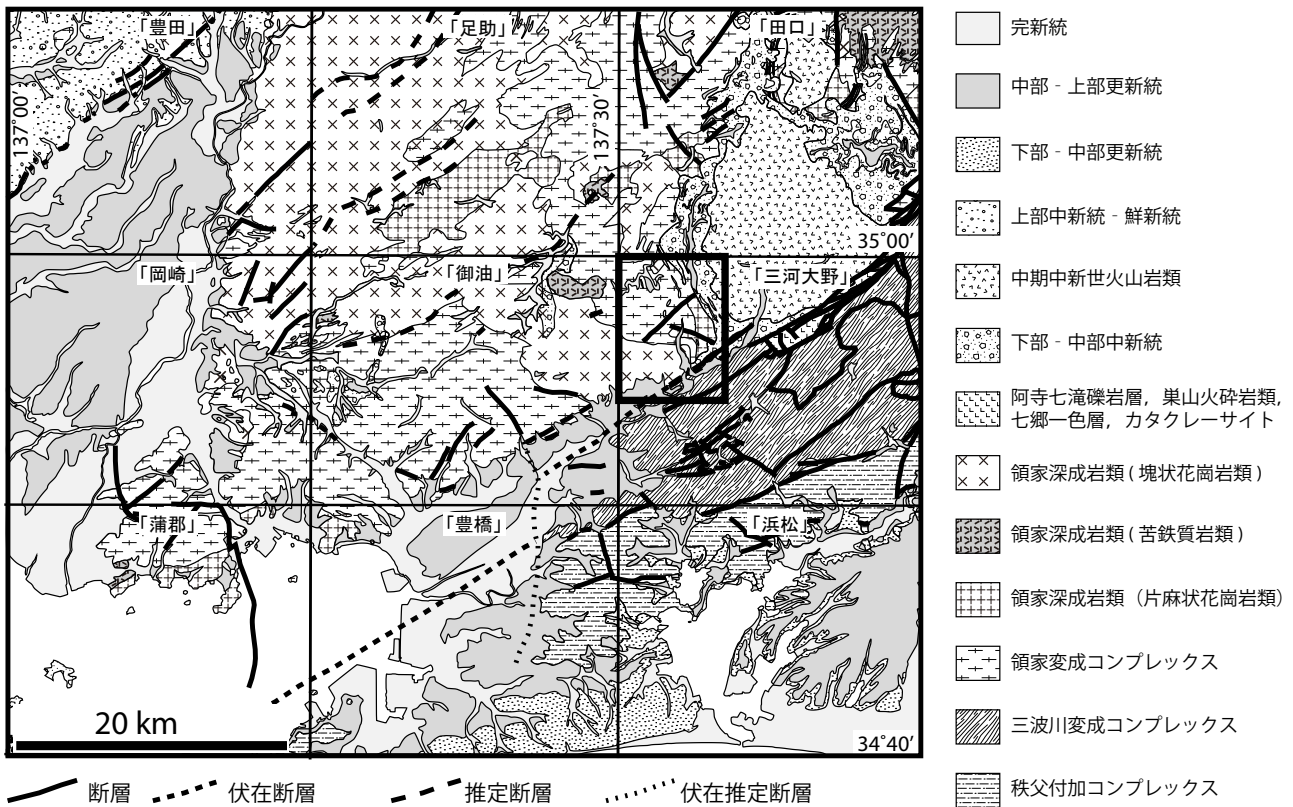 「豊田」
「足助」
「田口」
137˚00′
137˚30′
35˚00′
「岡崎」
「御油」
「三河大野」
「蒲郡」
「豊橋」
「浜松」
20 km
34˚40′
断層
伏在断層
推定断層
伏在推定断層
完新統
中部 - 上部更新統
下部 - 中部更新統
上部中新統 - 鮮新統
中期中新世火山岩類
下部 - 中部中新統
阿寺七滝礫岩層，巣山火砕岩類，
七郷一色層，カタクレーサイト
領家深成岩類 ( 塊状花崗岩類 )
領家深成岩類 ( 苦鉄質岩類 )
領家深成岩類（片麻状花崗岩類）
領家変成コンプレックス
三波川変成コンプレックス
秩父付加コンプレックス